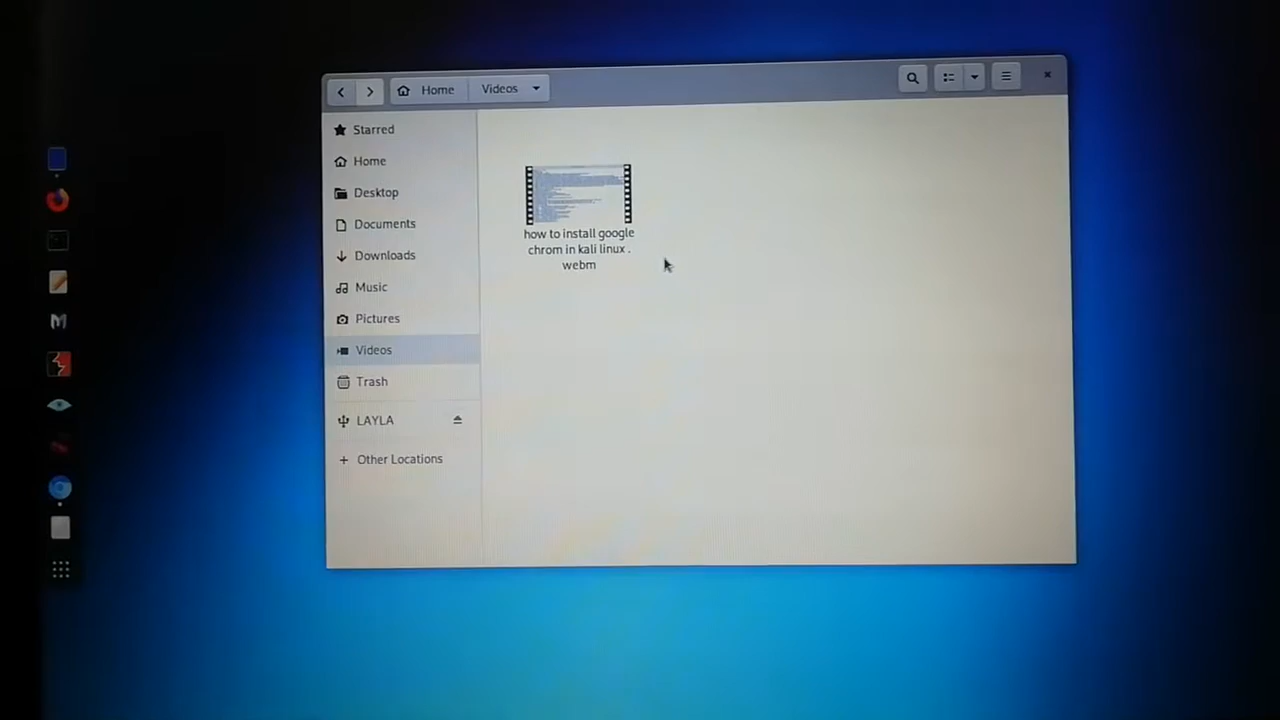 Home
Videos
Starred
Home
Desktop
Documents
Downloads
Music
Pictures
Videos
Trash
LAYLA
Other Locations
how to install google
chrom in kali linux .
webm